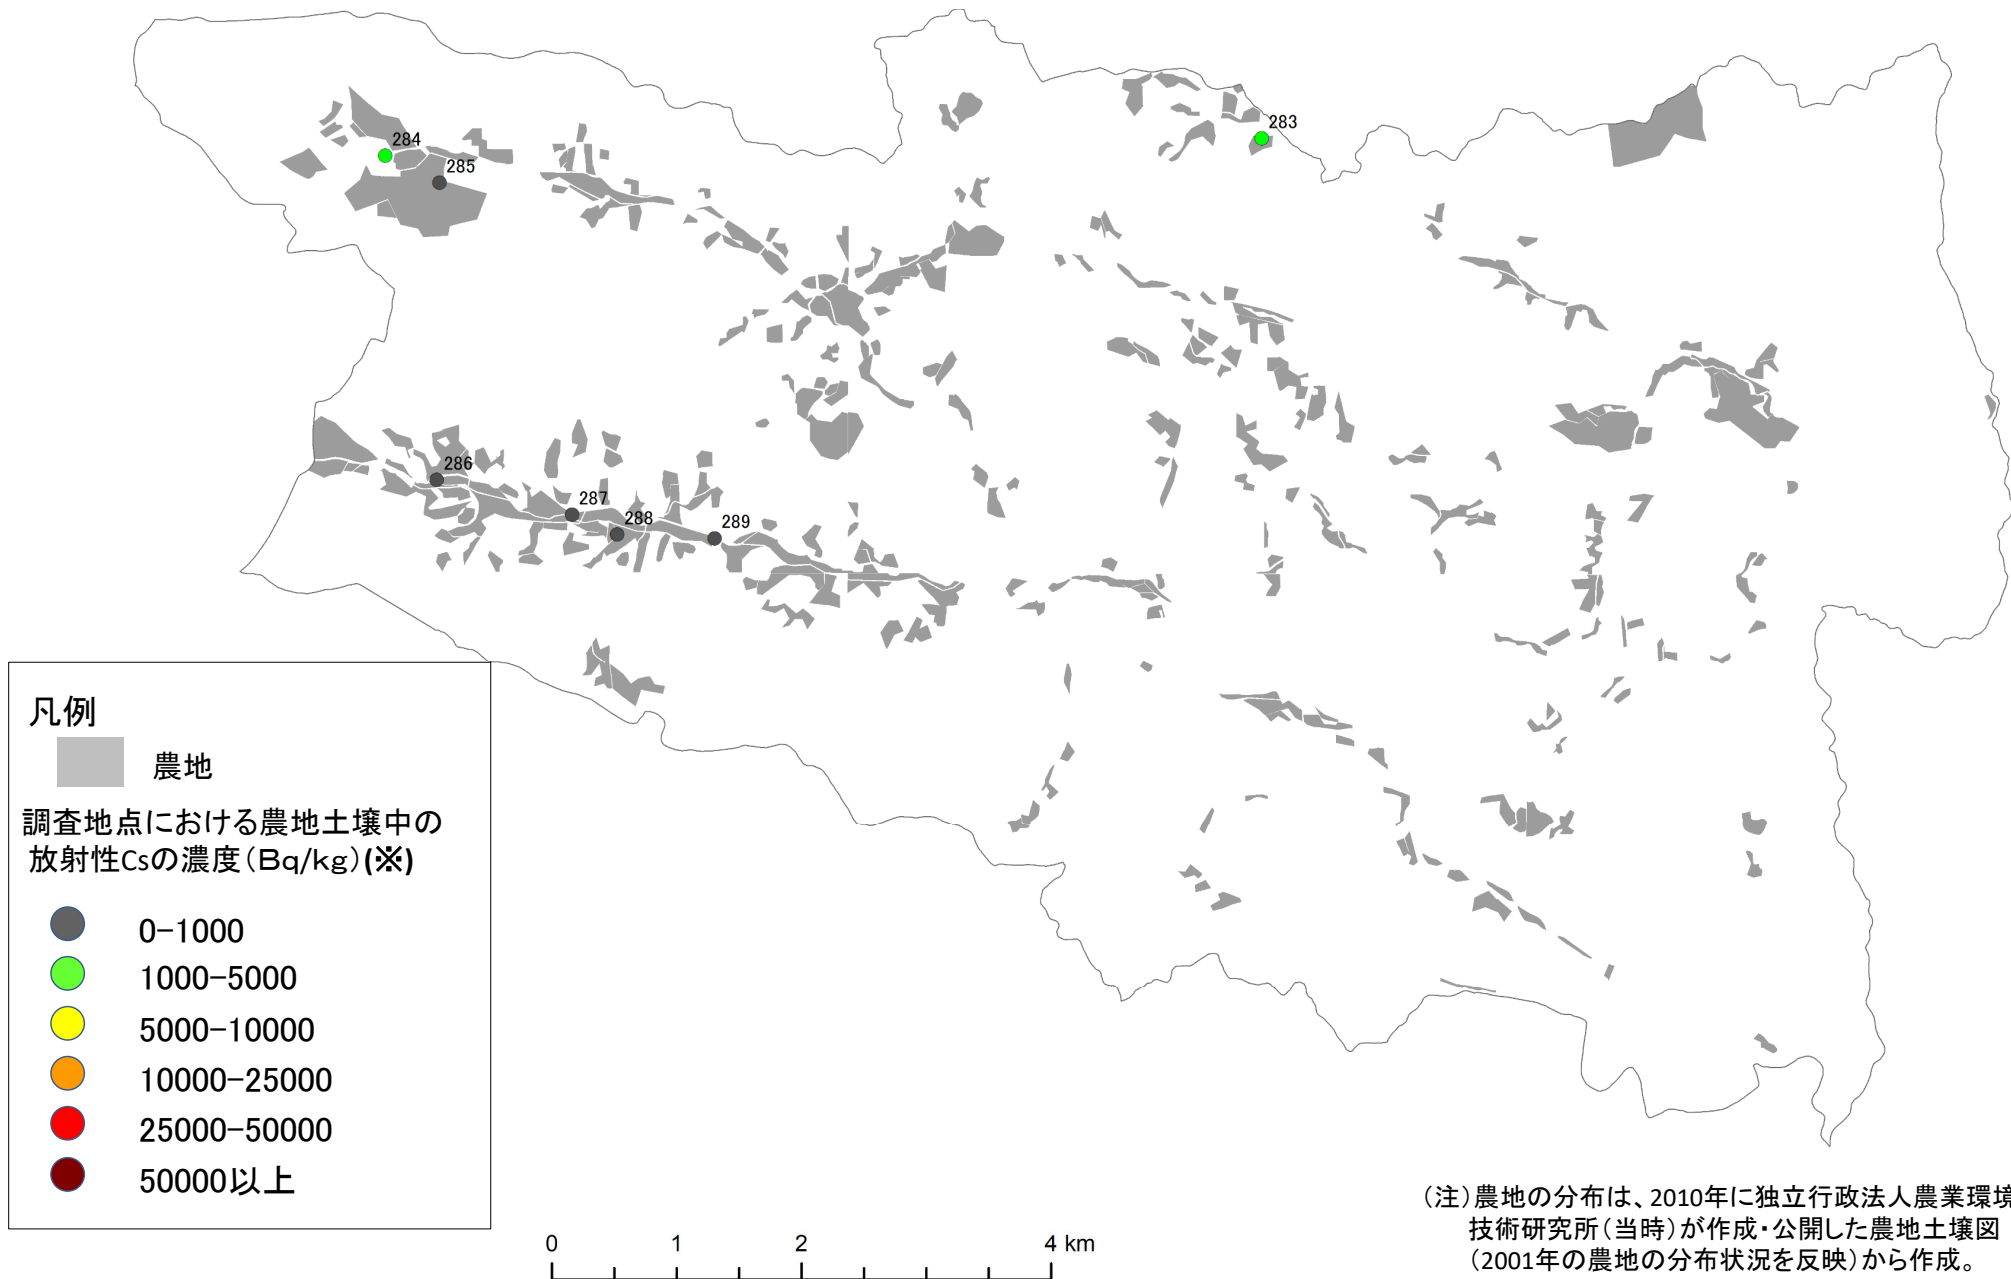 283
284
285
286
287
288
289
凡例
農地
調査地点における農地土壌中の
放射性Csの濃度(Bq/kg)(※)
0-1000
1000-5000
5000-10000
10000-25000
25000-50000
50000以上
0 1 2 4 km
(注)農地の分布は、2010年に独立行政法人農業環境
技術研究所(当時)が作成・公開した農地土壌図
(2001年の農地の分布状況を反映)から作成。